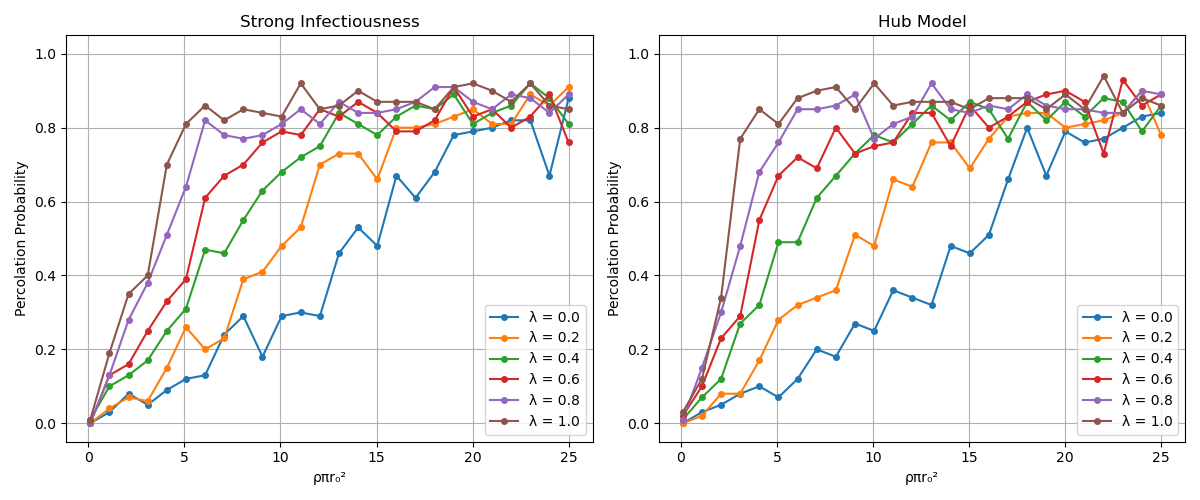 Strong Infectiousness
Percolation Probability
1.0
0.8
0.6
0.4
0.2
0.0
0 5 10 15 20 25
ρπr₀²
λ = 0.0
λ = 0.2
λ = 0.4
λ = 0.6
λ = 0.8
λ = 1.0
Hub Model
Percolation Probability
1.0
0.8
0.6
0.4
0.2
0.0
0 5 10 15 20 25
ρπr₀²
λ = 0.0
λ = 0.2
λ = 0.4
λ = 0.6
λ = 0.8
λ = 1.0